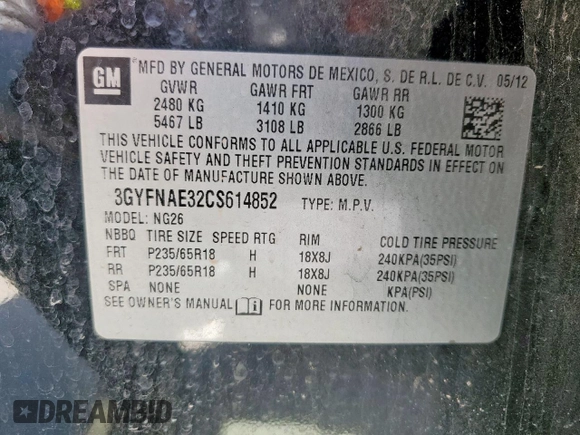 GM
MFD BY GENERAL MOTORS DE MEXICO, S. DE R.L. DE C.V. 05/12
GVWR GAWR FRT GAWR RR
2480 KG 1410 KG 1300 KG
5467 LB 3108 LB 2866 LB
THIS VEHICLE CONFORMS TO ALL APPLICABLE U.S. FEDERAL MOTOR
VEHICLE SAFETY AND THEFT PREVENTION STANDARDS IN EFFECT ON
THE DATE OF MANUFACTURE SHOWN ABOVE.
3GYFNAE32CS614852 TYPE: M.P.V.
MODEL: NG26
NBBQ TIRE SIZE SPEED RTG RIM COLD TIRE PRESSURE
FRT P235/65R18 H 18X8J 240KPA(35PSI)
RR P235/65R18 H 18X8J 240KPA(35PSI)
SPA NONE NONE KPA(PSI)
SEE OWNER'S MANUAL i FOR MORE INFORMATION.
DREAMBID